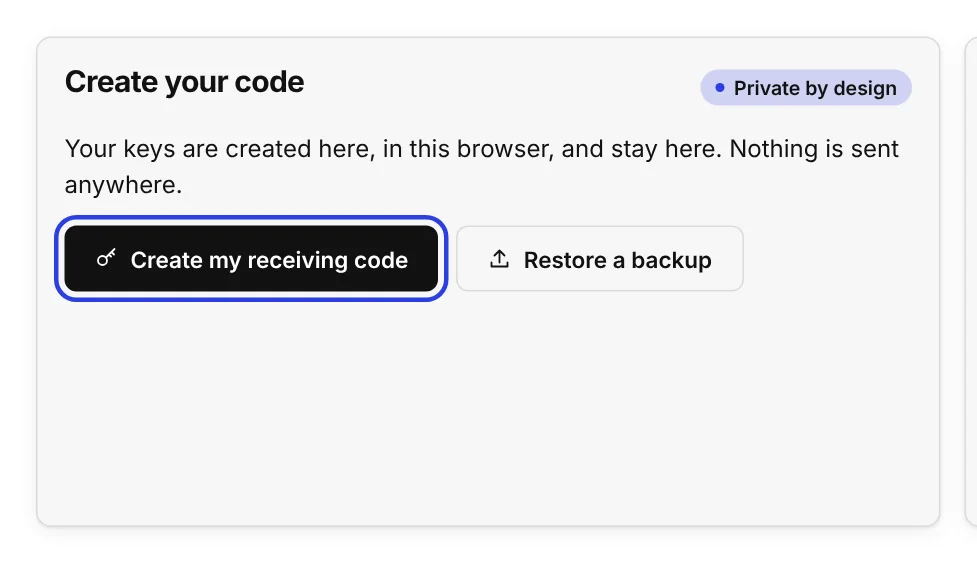 Create your code
Private by design
Your keys are created here, in this browser, and stay here. Nothing is sent
anywhere.
Create my receiving code
Restore a backup